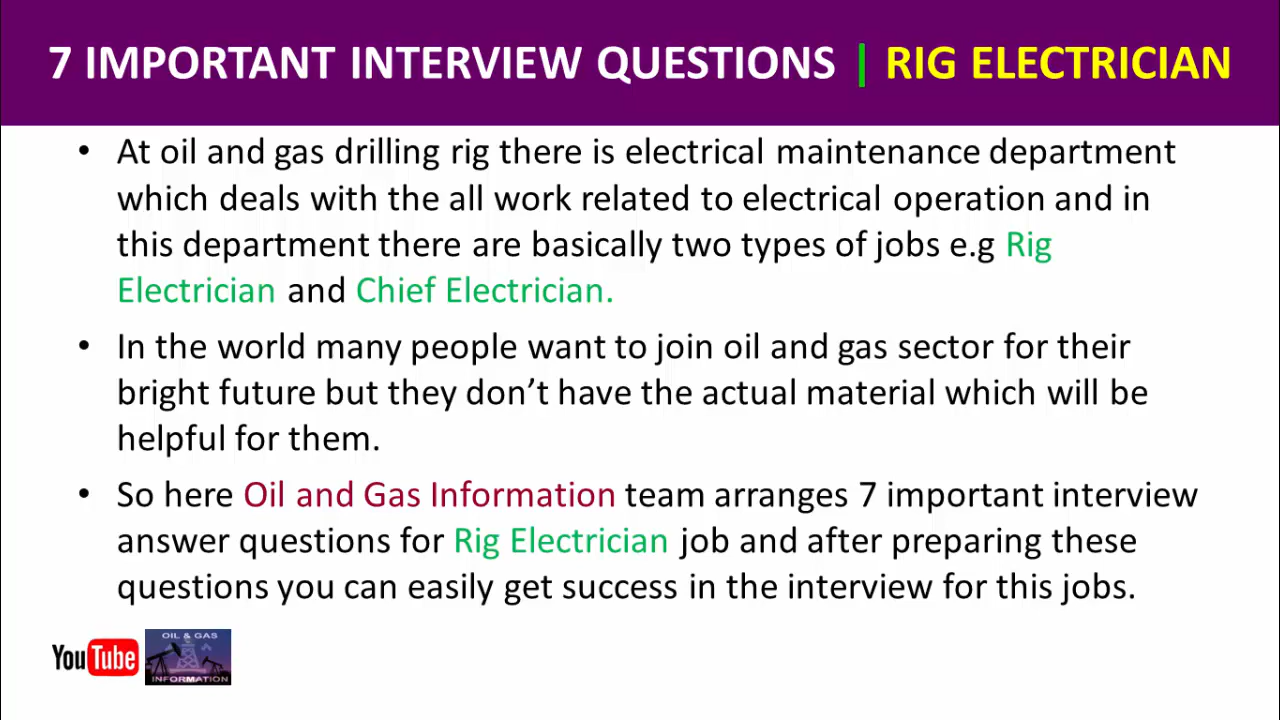 7 IMPORTANT INTERVIEW QUESTIONS | RIG ELECTRICIAN
• At oil and gas drilling rig there is electrical maintenance department
which deals with the all work related to electrical operation and in
this department there are basically two types of jobs e.g Rig
Electrician and Chief Electrician.
• In the world many people want to join oil and gas sector for their
bright future but they don’t have the actual material which will be
helpful for them.
• So here Oil and Gas Information team arranges 7 important interview
answer questions for Rig Electrician job and after preparing these
questions you can easily get success in the interview for this jobs.
YouTube
OIL & GAS
INFORMATION